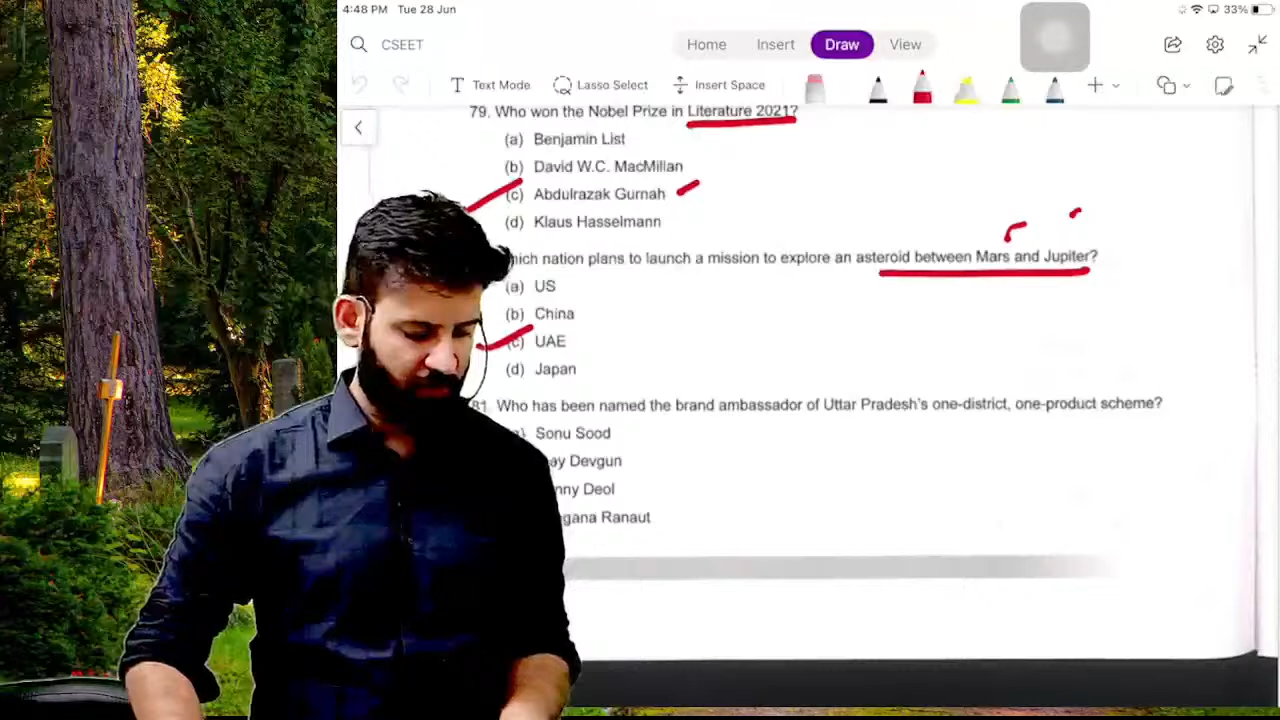 4:48 PM Tue 28 Jun
33%
CSEET
Home Insert Draw View
Text Mode Lasso Select Insert Space
79. Who won the Nobel Prize in Literature 2021?
(a) Benjamin List
(b) David W.C. MacMillan
(c) Abdulrazak Gurnah
(d) Klaus Hasselmann
nation plans to launch a mission to explore an asteroid between Mars and Jupiter?
(a) US
(b) China
(c) UAE
(d) Japan
81. Who has been named the brand ambassador of Uttar Pradesh's one-district, one-product scheme?
Sonu Sood
Devgun
Deol
Ranaut